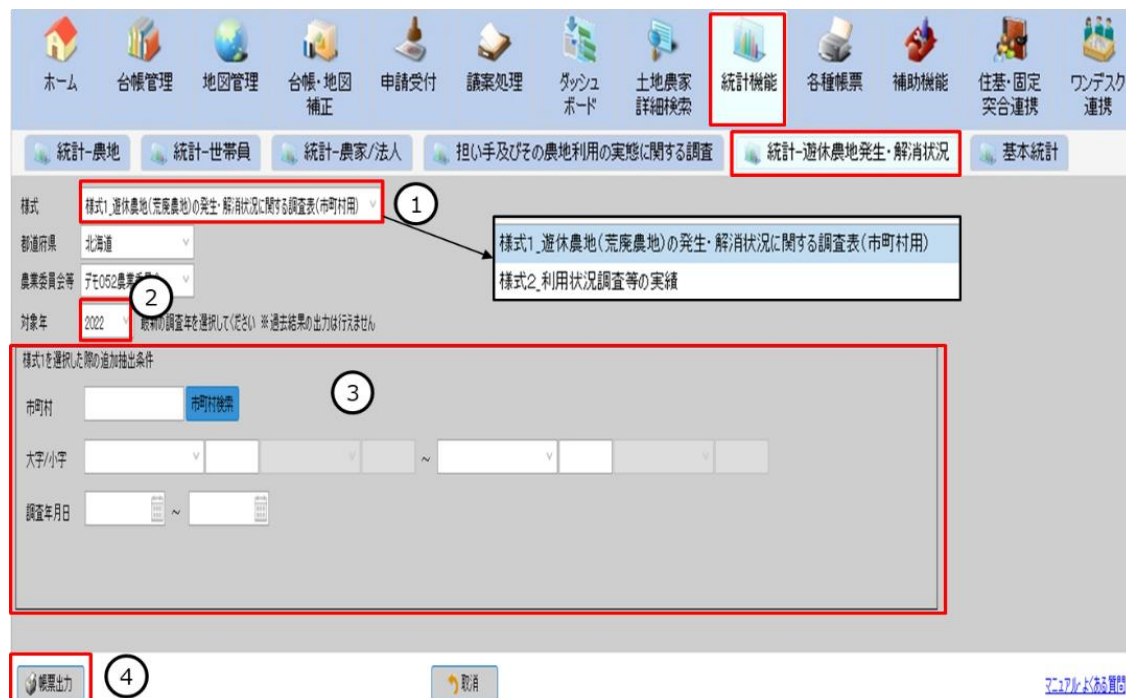 ホーム 台帳管理 地図管理 台帳・地図補正 申請受付 議案処理 ダッシュボード 土地農家詳細検索 統計機能 各種帳票 補助機能 住基・固定突合連携 ワンデスク連携
統計-農地 統計-世帯員 統計-農家/法人 担い手及びその農地利用の実態に関する調査 統計-遊休農地発生・解消状況 基本統計
様式 様式1_遊休農地(荒廃農地)の発生・解消状況に関する調査表(市町村用) 1
都道府県 北海道
様式1_遊休農地(荒廃農地)の発生・解消状況に関する調査表(市町村用)
様式2_利用状況調査等の実績
農業委員会等 デモ052農業委員会
2
対象年 2022 最新の調査年を選択してください ※過去結果の出力は行えません
様式1を選択した際の追加抽出条件
3
市町村 市町村検索
大字/小字 ~
調査年月日 ~
帳票出力 4 取消 マニュアル・よくある質問